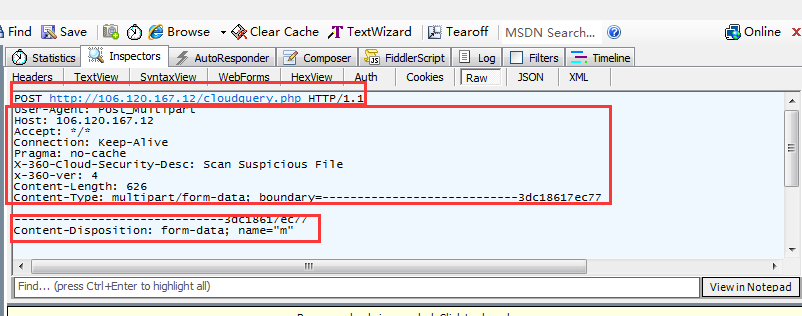 Find Save Browse Clear Cache TextWizard Tearoff MSDN Search... Online
Statistics Inspectors AutoResponder Composer FiddlerScript Log Filters Timeline
Headers TextView SyntaxView WebForms HexView Auth Cookies Raw JSON XML
POST http://106.120.167.12/cloudquery.php HTTP/1.1
User-Agent: Post_Multipart
Host: 106.120.167.12
Accept: */*
Connection: Keep-Alive
Pragma: no-cache
X-360-Cloud-Security-Desc: Scan Suspicious File
x-360-ver: 4
Content-Length: 626
Content-Type: multipart/form-data; boundary=----------------------------3dc18617ec77
------------------------------3dc18617ec77
Content-Disposition: form-data; name="m"
Find... (press Ctrl+Enter to highlight all) View in Notepad